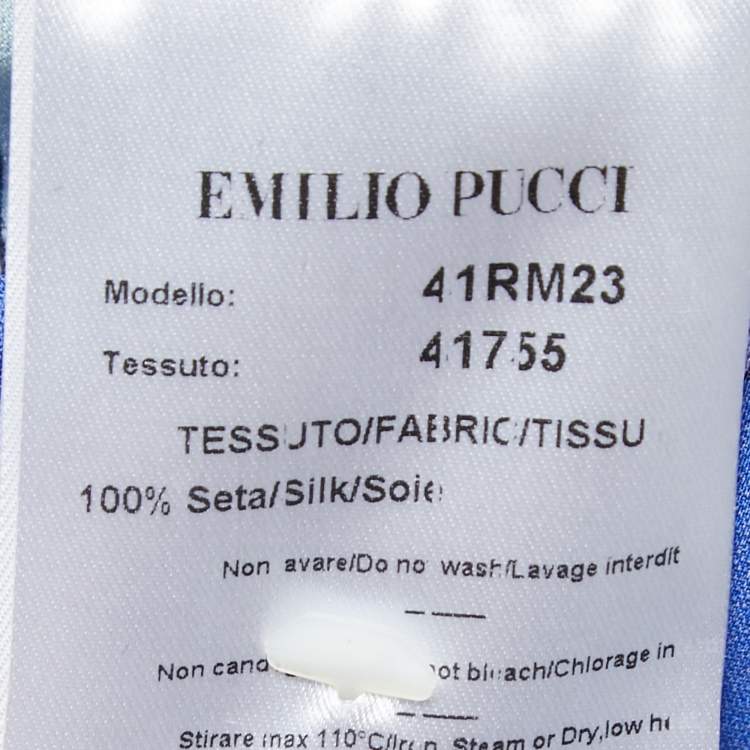 EMILIO PUCCI
Modello: 41RM23
Tessuto: 41755
TESSUTO/FABRIC/TISSU
100% Seta/Silk/Soie
Non avare/Do no wash/Lavage interdit
Non cand not bleach/Chlorage in
Stirare max 110°C/Iron, Steam or Dry,low he